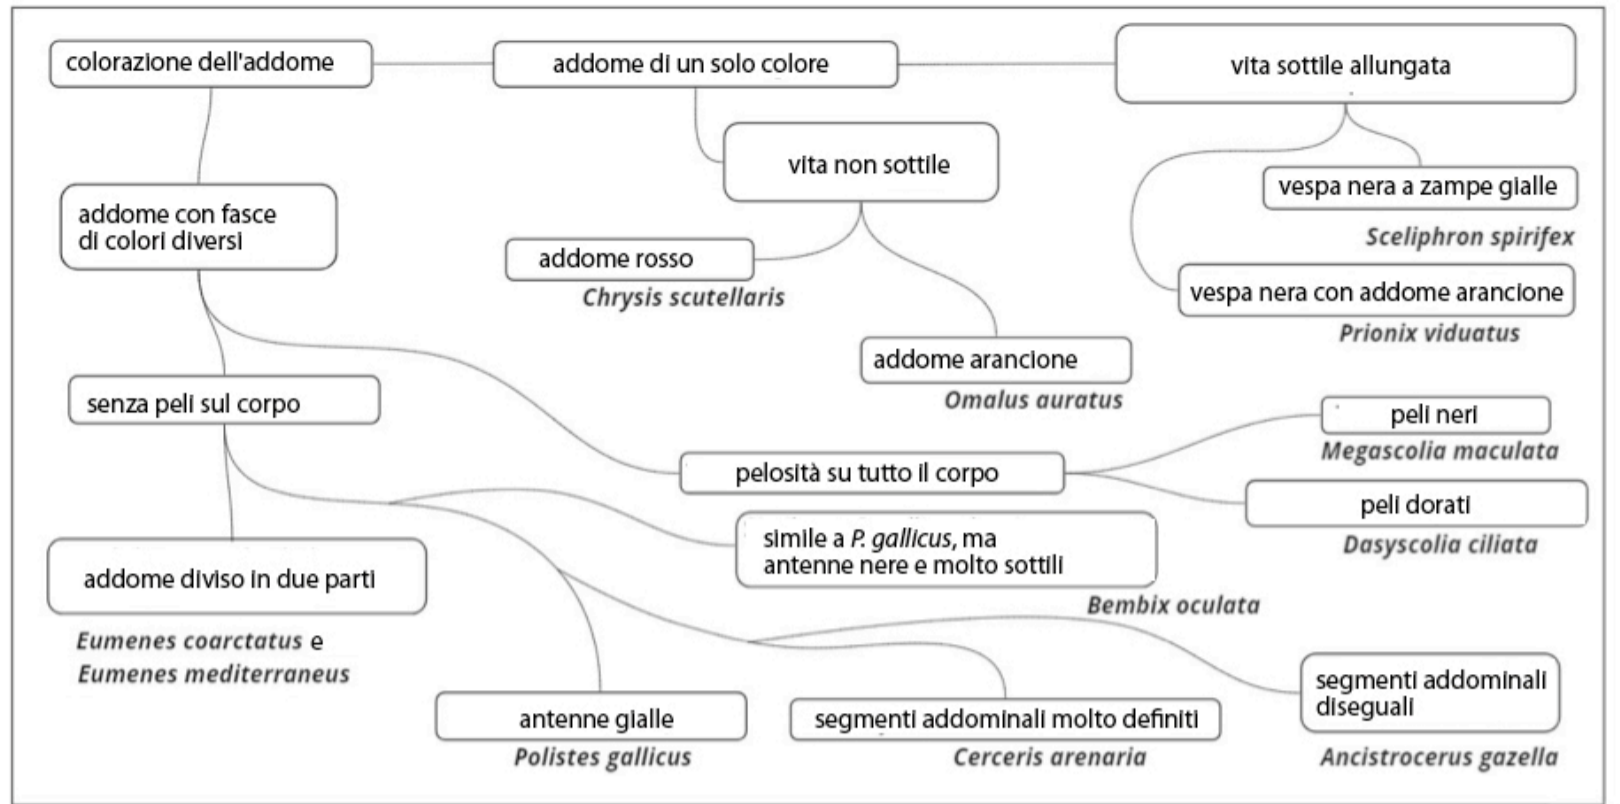 colorazione dell'addome
addome di un solo colore
vita sottile allungata
vita non sottile
vespa nera a zampe gialle
Sceliphron spirifex
addome con fasce
di colori diversi
addome rosso
Chrysis scutellaris
vespa nera con addome arancione
Prionix viduatus
addome arancione
Omalus auratus
senza peli sul corpo
peli neri
Megascolia maculata
pelosità su tutto il corpo
peli dorati
Dasyscolia ciliata
simile a P. gallicus, ma
antenne nere e molto sottili
Bembix oculata
addome diviso in due parti
Eumenes coarctatus e
Eumenes mediterraneus
antenne gialle
Polistes gallicus
segmenti addominali molto definiti
Cerceris arenaria
segmenti addominali
diseguali
Ancistrocerus gazella